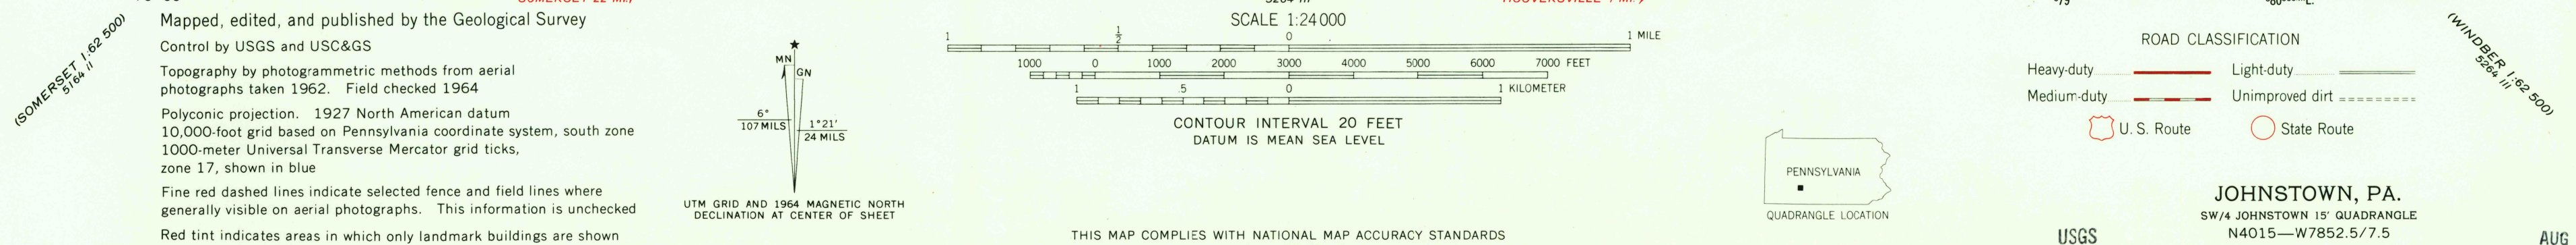 Mapped, edited, and published by the Geological Survey
Control by USGS and USC&GS
Topography by photogrammetric methods from aerial
photographs taken 1962. Field checked 1964
Polyconic projection. 1927 North American datum
10,000-foot grid based on Pennsylvania coordinate system, south zone
1000-meter Universal Transverse Mercator grid ticks,
zone 17, shown in blue
Fine red dashed lines indicate selected fence and field lines where
generally visible on aerial photographs. This information is unchecked
Red tint indicates areas in which only landmark buildings are shown
(SOMERSET 1:62 500)
5164 II
MN
GN
6°
107 MILS
1°21′
24 MILS
UTM GRID AND 1964 MAGNETIC NORTH
DECLINATION AT CENTER OF SHEET
SCALE 1:24 000
1 ½ 0 1 MILE
1000 0 1000 2000 3000 4000 5000 6000 7000 FEET
1 .5 0 1 KILOMETER
CONTOUR INTERVAL 20 FEET
DATUM IS MEAN SEA LEVEL
THIS MAP COMPLIES WITH NATIONAL MAP ACCURACY STANDARDS
PENNSYLVANIA
QUADRANGLE LOCATION
ROAD CLASSIFICATION
Heavy-duty Light-duty
Medium-duty Unimproved dirt
U. S. Route State Route
(WINDBER 1:62 500)
5264 III
JOHNSTOWN, PA.
SW/4 JOHNSTOWN 15′ QUADRANGLE
N4015—W7852.5/7.5
USGS
AUG